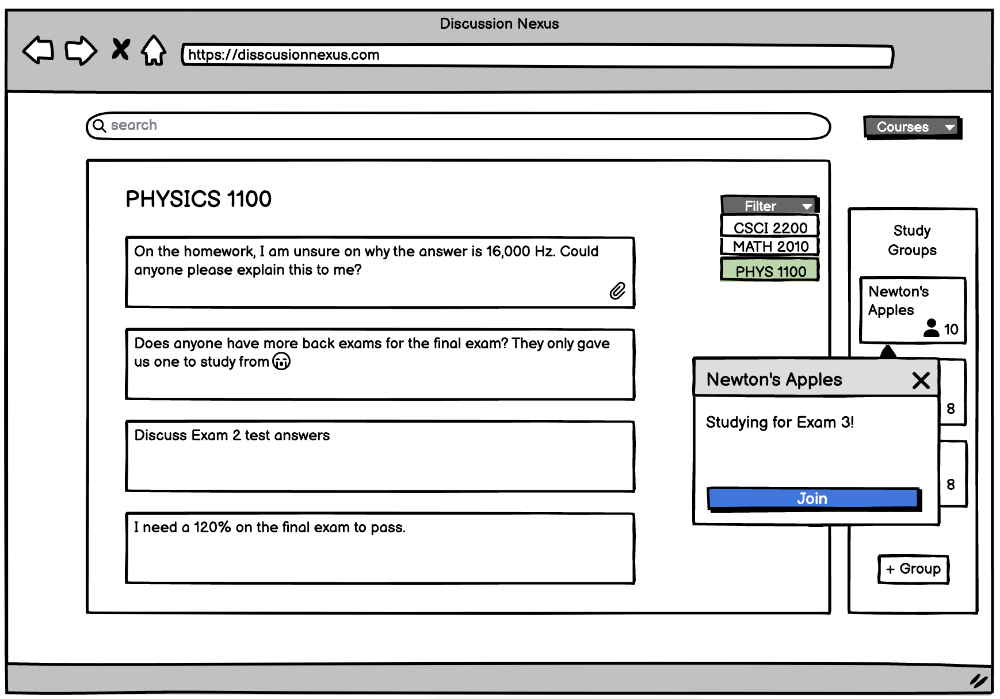 Discussion Nexus
https://disscusionnexus.com
search
Courses
PHYSICS 1100
Filter
CSCI 2200
MATH 2010
PHYS 1100
On the homework, I am unsure on why the answer is 16,000 Hz. Could
anyone please explain this to me?
Does anyone have more back exams for the final exam? They only gave
us one to study from 😭
Discuss Exam 2 test answers
I need a 120% on the final exam to pass.
Study
Groups
Newton's
Apples
10
Newton's Apples
Studying for Exam 3!
Join
8
8
+ Group